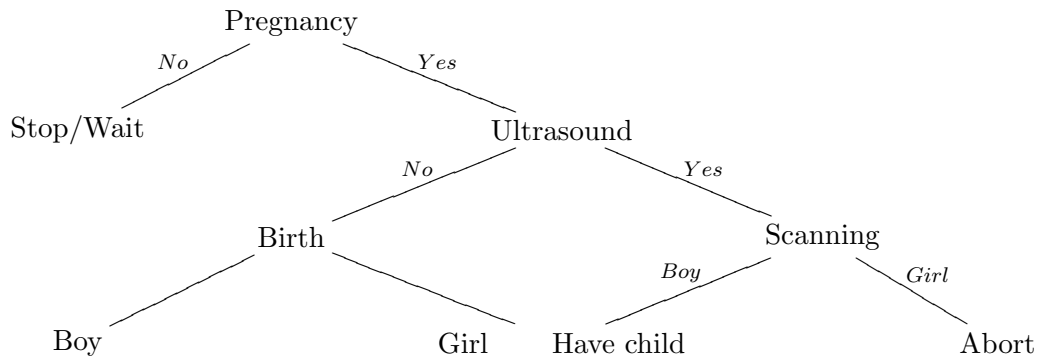 Pregnancy
No
Yes
Stop/Wait
Ultrasound
No
Yes
Birth
Scanning
Boy
Girl
Boy
Girl
Have child
Abort